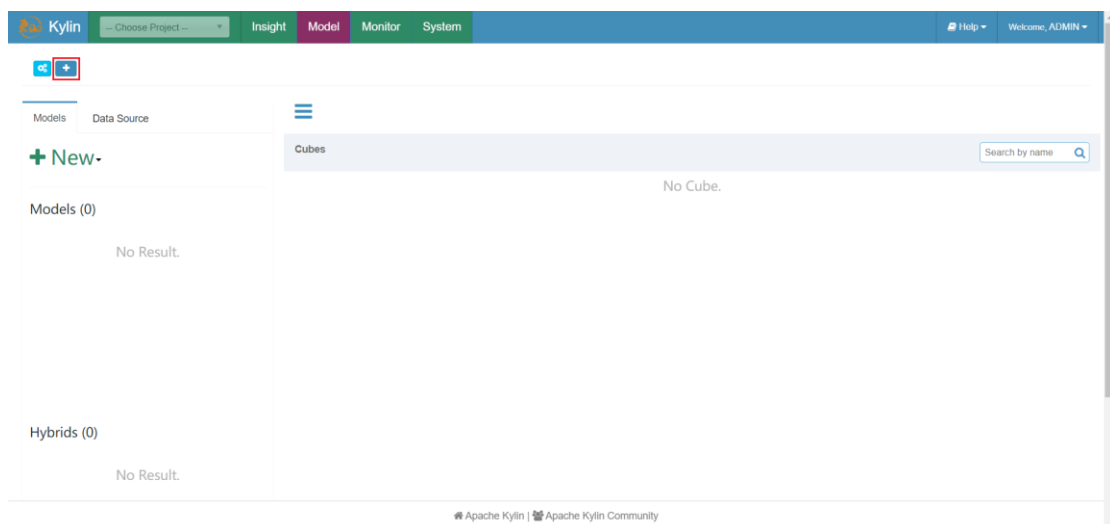 Kylin -- Choose Project -- Insight Model Monitor System Help Welcome, ADMIN
Models Data Source
+ New
Cubes
Search by name
No Cube.
Models (0)
No Result.
Hybrids (0)
No Result.
Apache Kylin | Apache Kylin Community